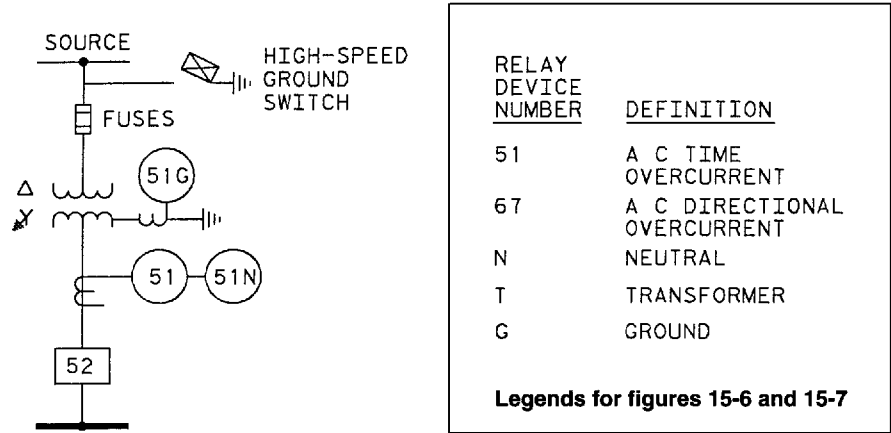 SOURCE
HIGH-SPEED
GROUND
SWITCH
FUSES
51G
Δ
Y
51
51N
52
RELAY
DEVICE
NUMBER DEFINITION
51 A C TIME
OVERCURRENT
67 A C DIRECTIONAL
OVERCURRENT
N NEUTRAL
T TRANSFORMER
G GROUND
Legends for figures 15-6 and 15-7